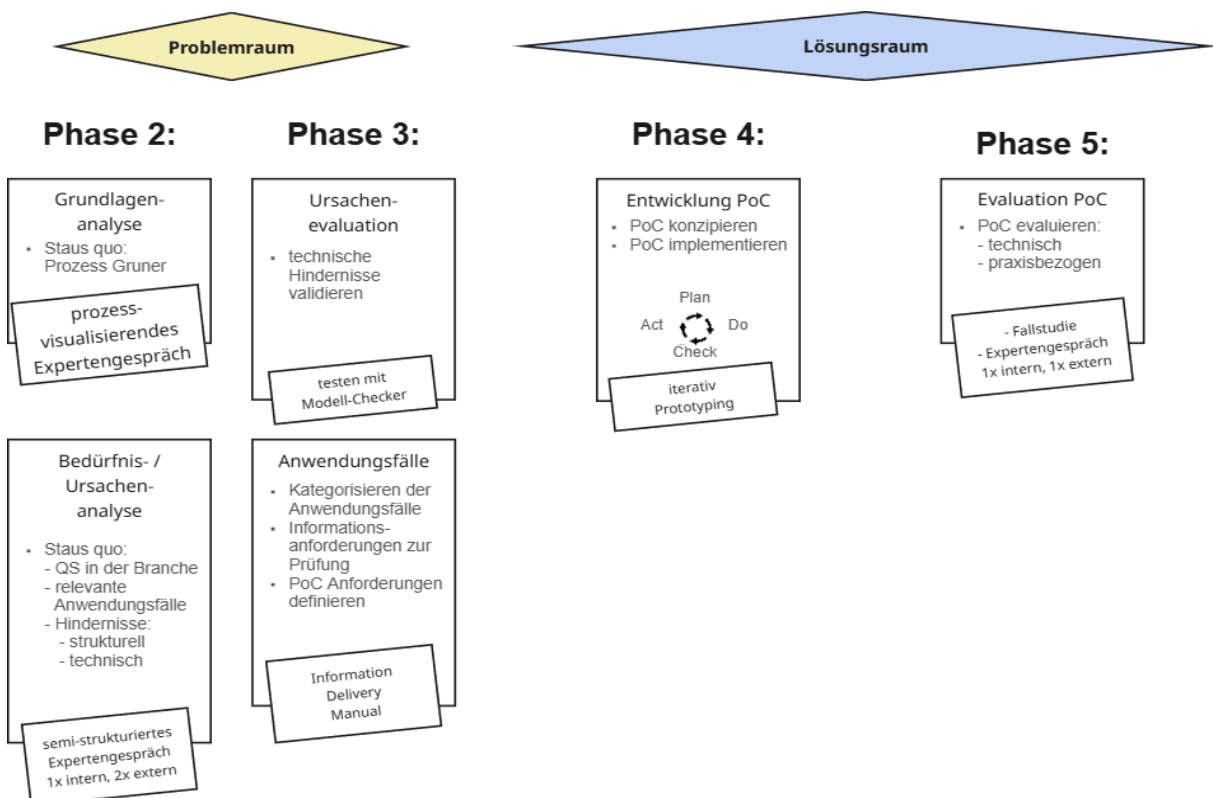 Problemraum
Lösungsraum
Phase 2:
Phase 3:
Phase 4:
Phase 5:
Grundlagen-
analyse
▪ Staus quo:
Prozess Gruner
prozess-
visualisierendes
Expertengespräch
Bedürfnis- /
Ursachen-
analyse
▪ Staus quo:
- QS in der Branche
- relevante
Anwendungsfälle
- Hindernisse:
- strukturell
- technisch
semi-strukturiertes
Expertengespräch
1x intern, 2x extern
Ursachen-
evaluation
▪ technische
Hindernisse
validieren
testen mit
Modell-Checker
Anwendungsfälle
▪ Kategorisieren der
Anwendungsfälle
▪ Informations-
anforderungen zur
Prüfung
▪ PoC Anforderungen
definieren
Information
Delivery
Manual
Entwicklung PoC
▪ PoC konzipieren
▪ PoC implementieren
Plan
Act
Do
Check
iterativ
Prototyping
Evaluation PoC
▪ PoC evaluieren:
- technisch
- praxisbezogen
- Fallstudie
- Expertengespräch
1x intern, 1x extern